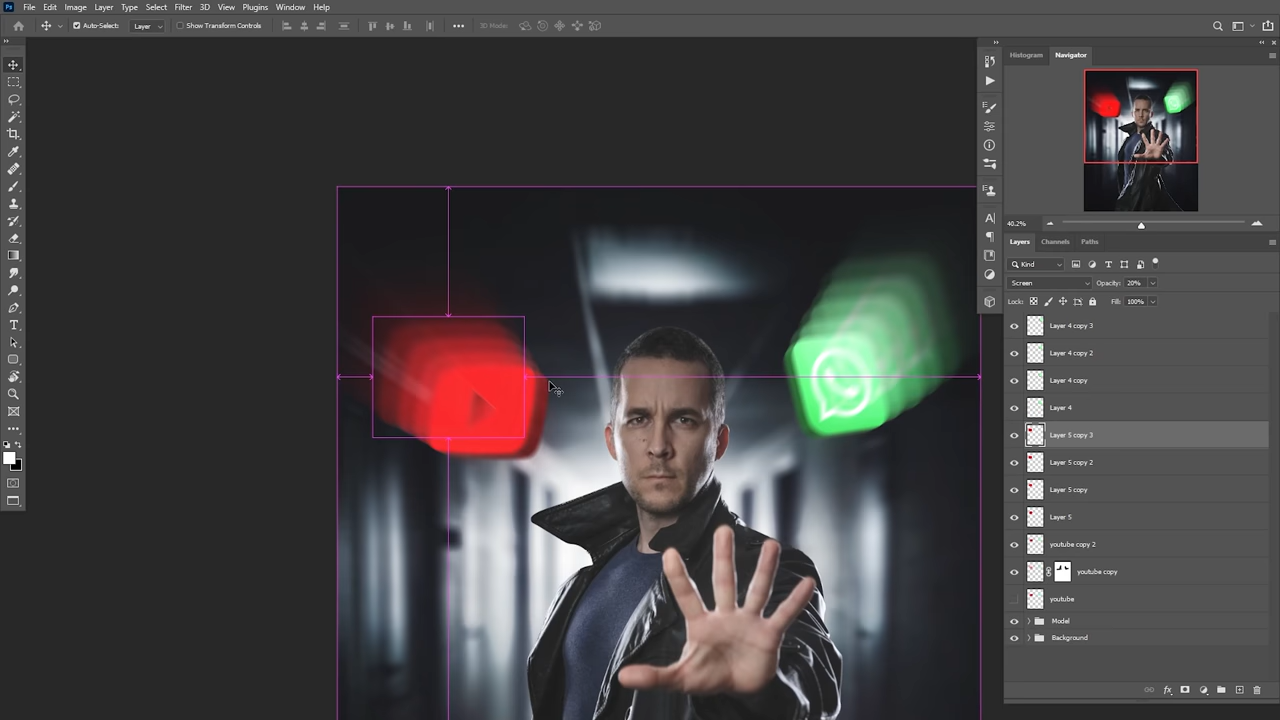 Ps File Edit Image Layer Type Select Filter 3D View Plugins Window Help
Auto-Select: Layer Show Transform Controls 3D Mode:
Histogram Navigator
40.2%
Layers Channels Paths
Kind
Screen Opacity: 20%
Lock: Fill: 100%
Layer 4 copy 3
Layer 4 copy 2
Layer 4 copy
Layer 4
Layer 5 copy 3
Layer 5 copy 2
Layer 5 copy
Layer 5
youtube copy 2
youtube copy
youtube
Model
Background